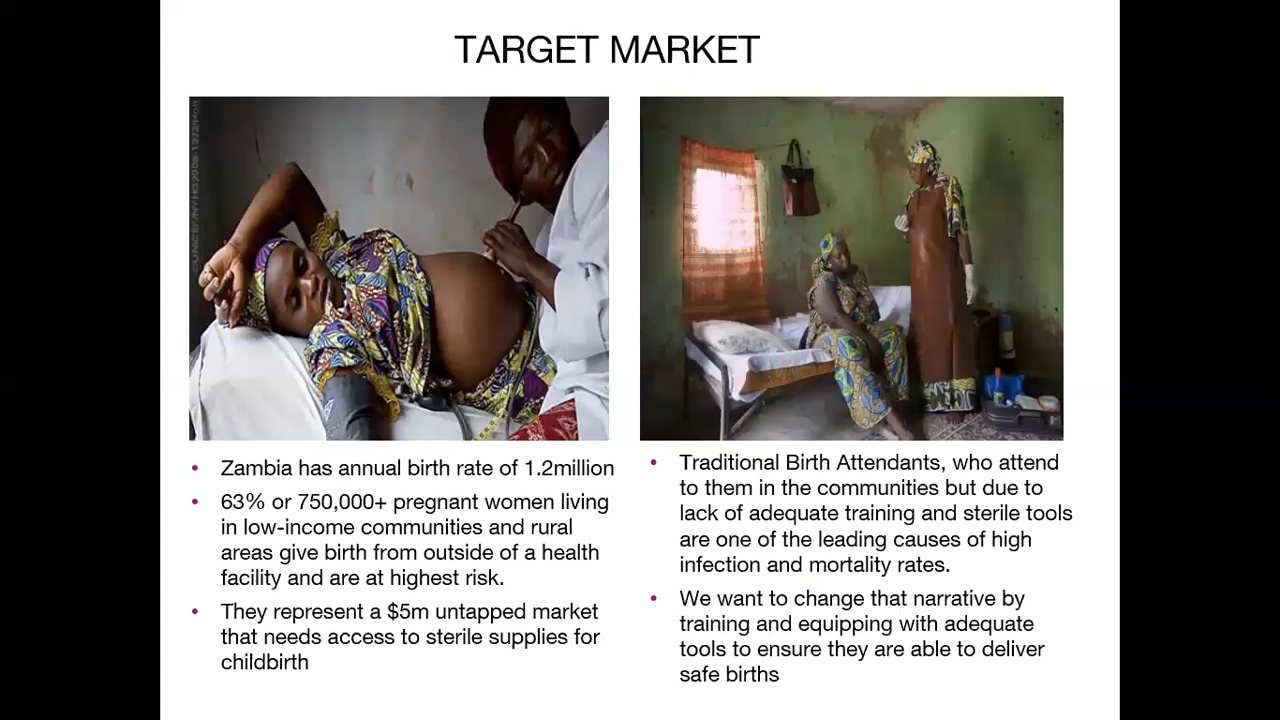 TARGET MARKET
• Zambia has annual birth rate of 1.2million
• 63% or 750,000+ pregnant women living
in low-income communities and rural
areas give birth from outside of a health
facility and are at highest risk.
• They represent a $5m untapped market
that needs access to sterile supplies for
childbirth
• Traditional Birth Attendants, who attend
to them in the communities but due to
lack of adequate training and sterile tools
are one of the leading causes of high
infection and mortality rates.
• We want to change that narrative by
training and equipping with adequate
tools to ensure they are able to deliver
safe births